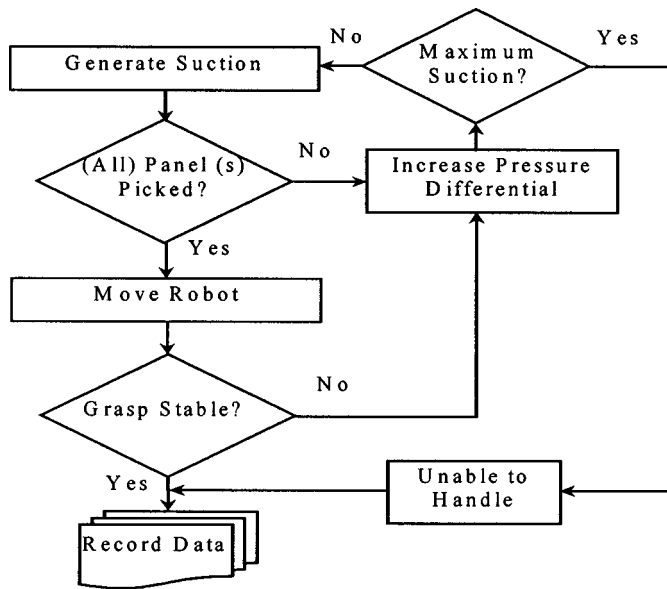 No
Yes
Generate Suction
Maximum
Suction?
(All) Panel (s)
Picked?
No
Increase Pressure
Differential
Yes
Move Robot
No
Grasp Stable?
Yes
Unable to
Handle
Record Data